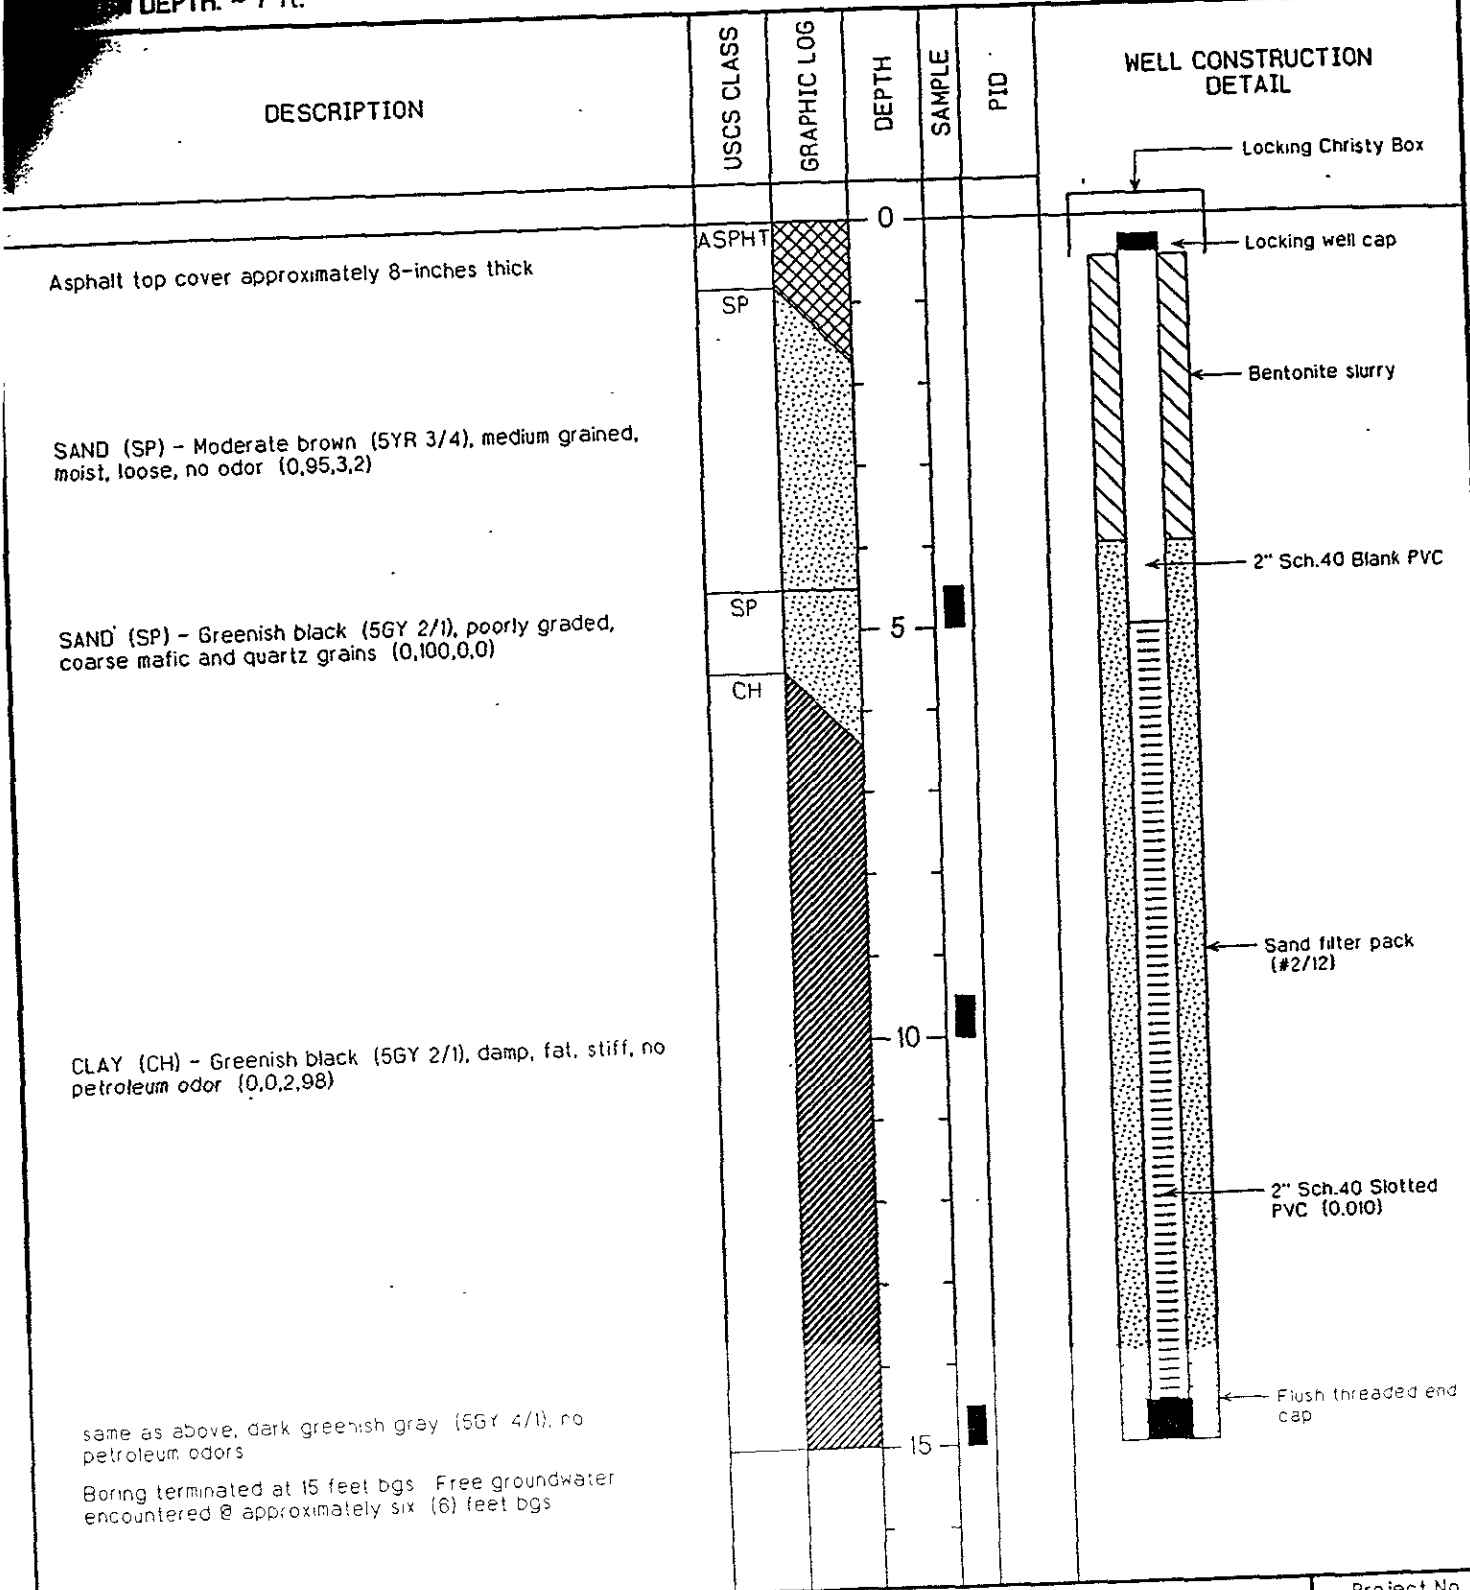 DEPTH: ~ 7 ft.
DESCRIPTION
USCS CLASS
GRAPHIC LOG
DEPTH
SAMPLE
PID
WELL CONSTRUCTION
DETAIL
Locking Christy Box
0
ASPHT
Locking well cap
Asphalt top cover approximately 8-inches thick
SP
Bentonite slurry
SAND (SP) - Moderate brown (5YR 3/4), medium grained,
moist, loose, no odor (0,95,3,2)
2" Sch.40 Blank PVC
SP
5
SAND (SP) - Greenish black (5GY 2/1), poorly graded,
coarse mafic and quartz grains (0,100,0,0)
CH
Sand filter pack
(#2/12)
10
CLAY (CH) - Greenish black (5GY 2/1), damp, fat, stiff, no
petroleum odor (0,0,2,98)
2" Sch.40 Slotted
PVC (0.010)
Flush threaded end
cap
same as above, dark greenish gray (5GY 4/1), no
petroleum odors
15
Boring terminated at 15 feet bgs Free groundwater
encountered @ approximately six (6) feet bgs
Project No